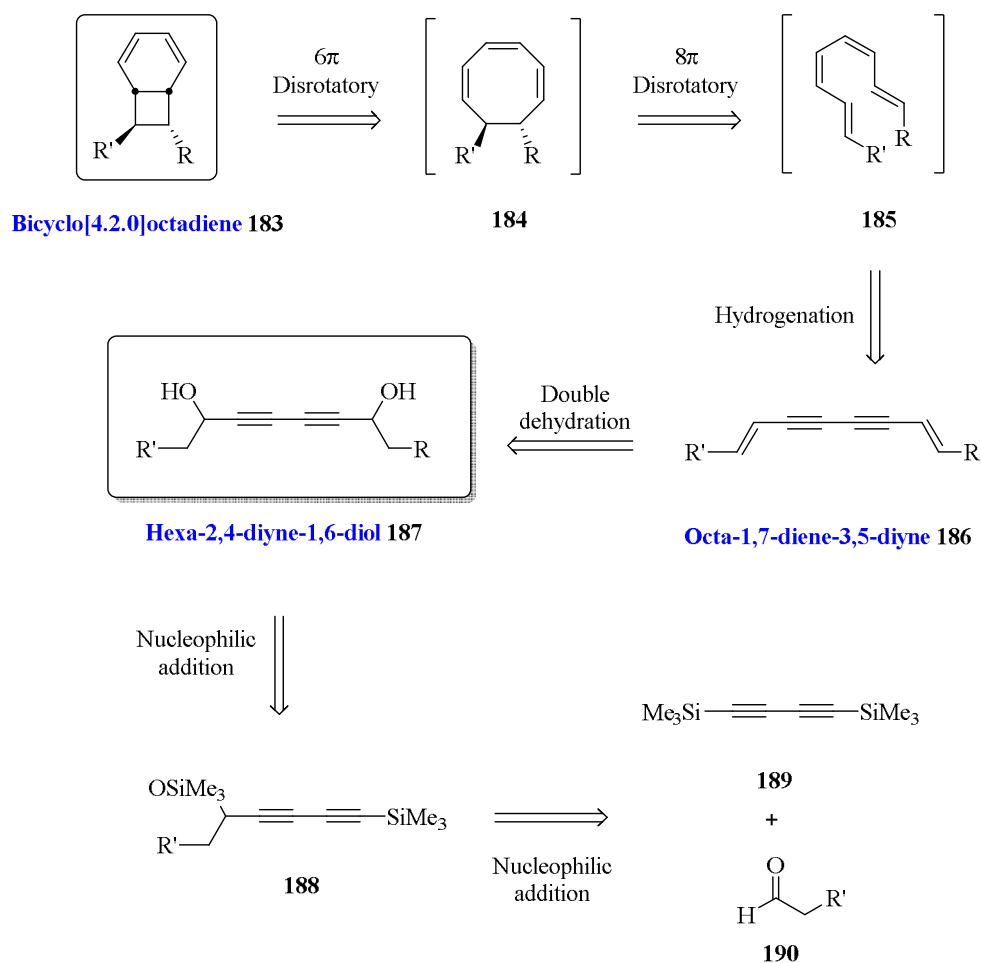 6π
Disrotatory
8π
Disrotatory
R'
R
R'
R
R'
R
Bicyclo[4.2.0]octadiene 183
184
185
Hydrogenation
HO
OH
R'
R
Double
dehydration
R'
R
Hexa-2,4-diyne-1,6-diol 187
Octa-1,7-diene-3,5-diyne 186
Nucleophilic
addition
Me3Si
SiMe3
189
OSiMe3
SiMe3
R'
188
+
Nucleophilic
addition
O
H
R'
190